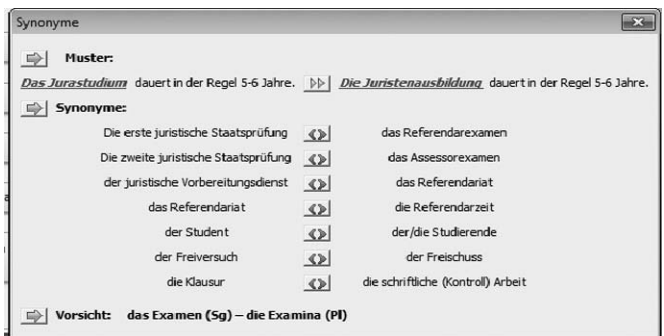 Synonyme
Muster:
Das Jurastudium dauert in der Regel 5-6 Jahre. Die Juristenausbildung dauert in der Regel 5-6 Jahre.
Synonyme:
Die erste juristische Staatsprüfung das Referendarexamen
Die zweite juristische Staatsprüfung das Assessorexamen
der juristische Vorbereitungsdienst das Referendariat
das Referendariat die Referendarzeit
der Student der/die Studierende
der Freiversuch der Freischuss
die Klausur die schriftliche (Kontroll) Arbeit
Vorsicht: das Examen (Sg) – die Examina (Pl)